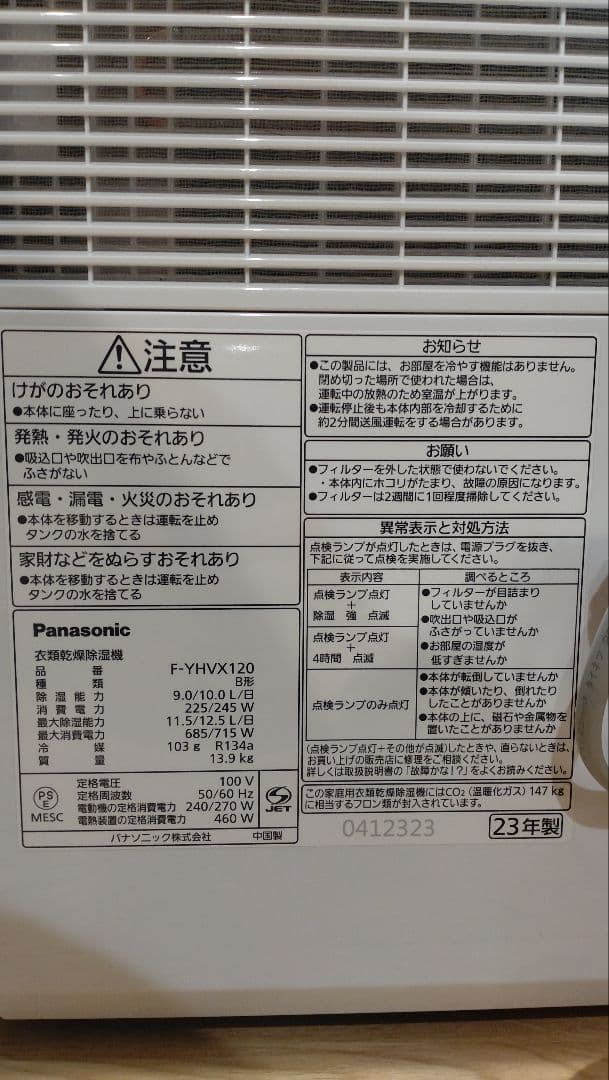 ⚠注意
けがのおそれあり
●本体に座ったり、上に乗らない
発熱・発火のおそれあり
●吸込口や吹出口を布やふとんなどで
ふさがない
感電・漏電・火災のおそれあり
●本体を移動するときは運転を止め
タンクの水を捨てる
家財などをぬらすおそれあり
●本体を移動するときは運転を止め
タンクの水を捨てる
Panasonic
衣類乾燥除湿機
品番 F-YHVX120
種類 B形
除湿能力 9.0/10.0 L/日
消費電力 225/245 W
最大除湿能力 11.5/12.5 L/日
最大消費電力 685/715 W
冷媒 103 g R134a
質量 13.9 kg
PSE
MESC
定格電圧 100 V
定格周波数 50/60 Hz
電動機の定格消費電力 240/270 W
電熱装置の定格消費電力 460 W
JET
パナソニック株式会社 中国製
お知らせ
●この製品には、お部屋を冷やす機能はありません。
閉め切った場所で使われた場合は、
運転中の放熱のため室温が上がります。
●運転停止後も本体内部を冷却するために
約2分間送風運転をする場合があります。
お願い
●フィルターを外した状態で使わないでください。
・本体内にホコリがたまり、故障の原因になります。
●フィルターは2週間に1回程度掃除してください。
異常表示と対処方法
点検ランプが点灯したときは、電源プラグを抜き、
下記に従って点検を実施してください。
表示内容 調べるところ
点検ランプ点灯
+
除湿 強 点滅
点検ランプ点灯
+
4時間 点滅
●フィルターが目詰まり
していませんか
●吹出口や吸込口が
ふさがっていませんか
●お部屋の湿度が
低すぎませんか
点検ランプのみ点灯
●本体が転倒していませんか
●本体が傾いたり、倒れたり
したことがありませんか
●本体の上に、磁石や金属物を
置いたことがありませんか
(点検ランプ点灯+その他が点滅)したときや、直らないときは、
お買い上げの販売店に修理をご相談ください。
詳しくは取扱説明書の「故障かな!?」をよくお読みください。
この家庭用衣類乾燥除湿機にはCO₂(温暖化ガス) 147 kg
に相当するフロン類が封入されています。
0412323
23年製